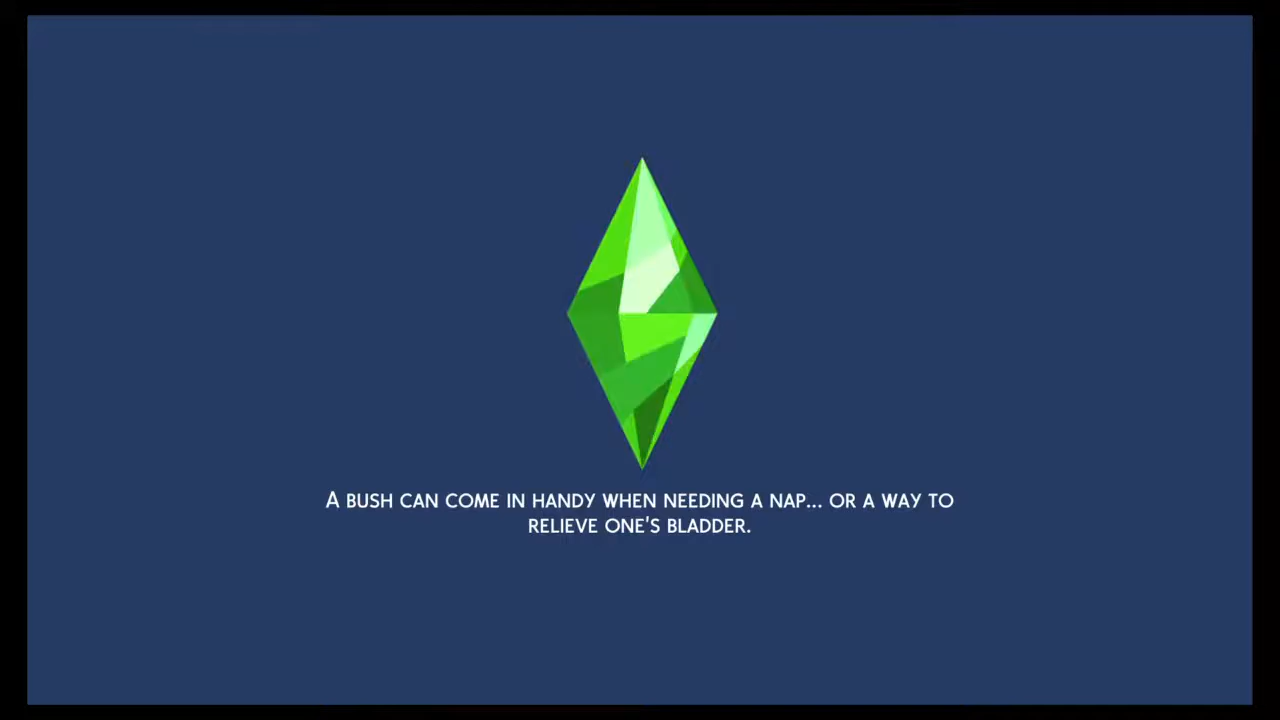 A BUSH CAN COME IN HANDY WHEN NEEDING A NAP... OR A WAY TO
RELIEVE ONE'S BLADDER.